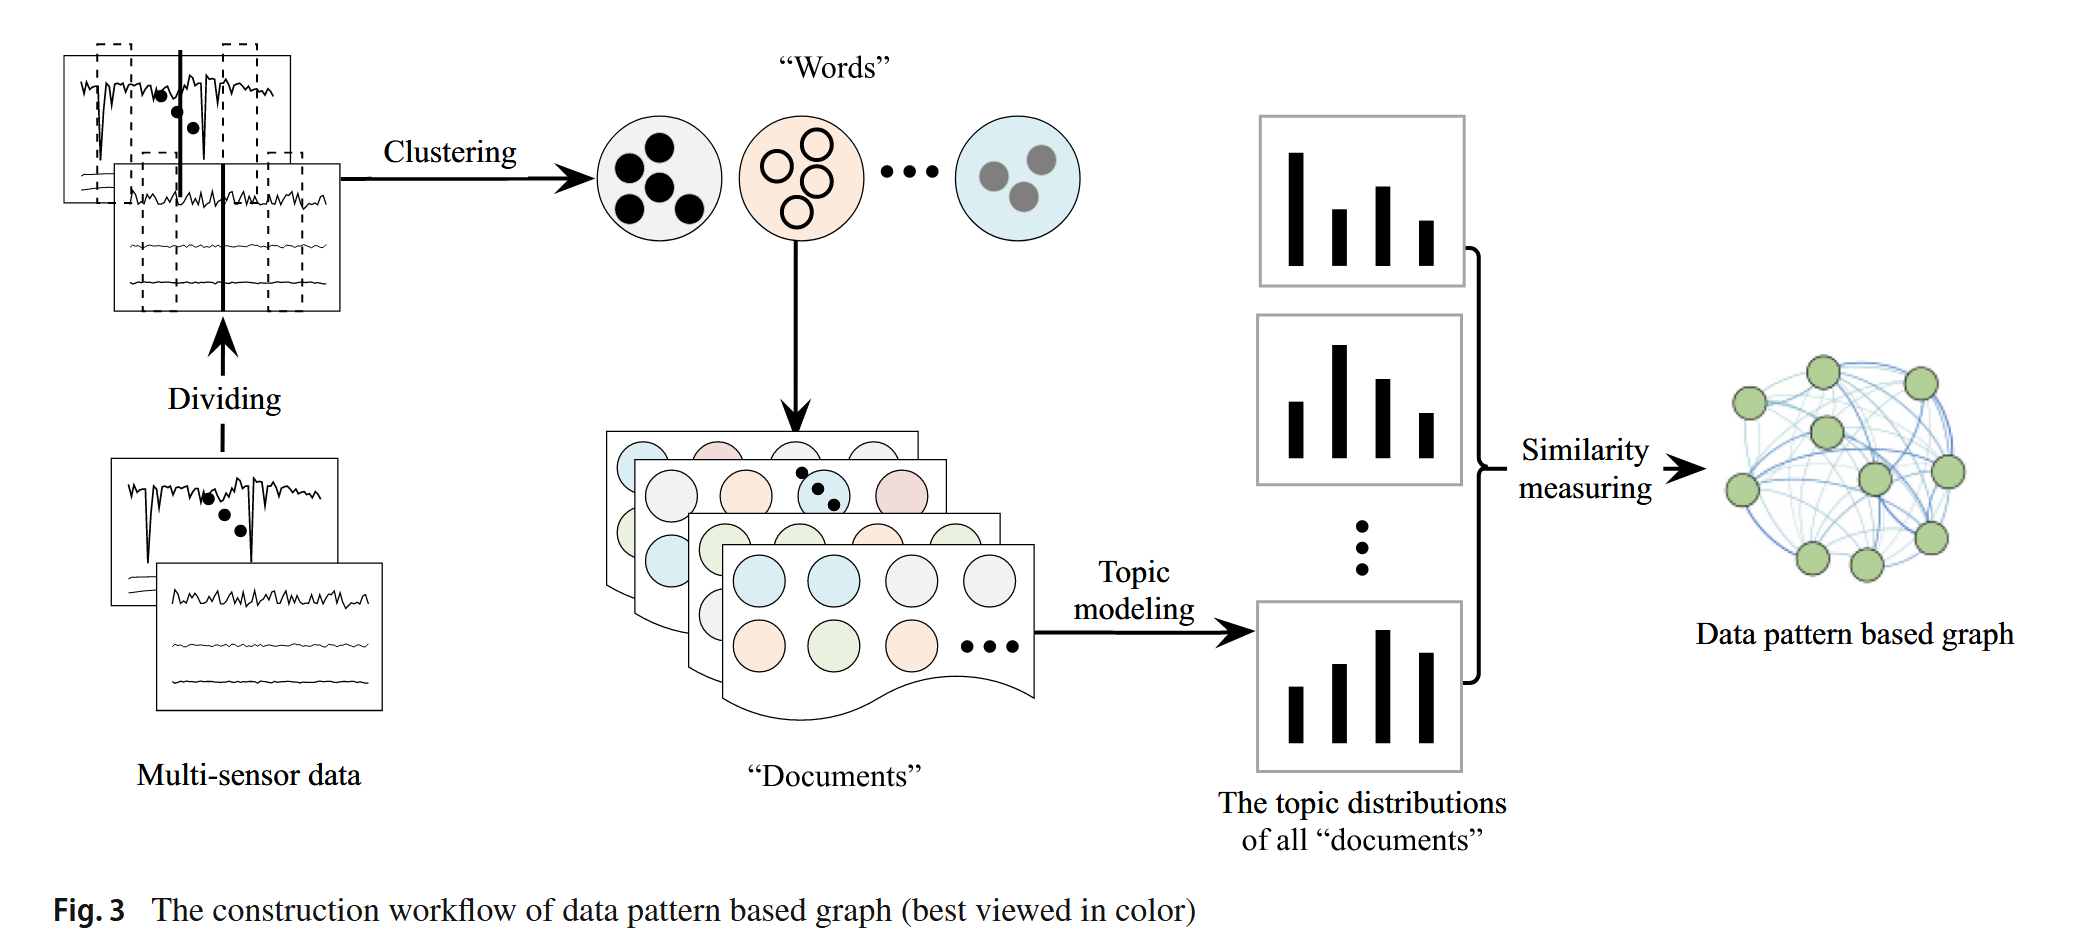 “Words”
Clustering
Dividing
Multi-sensor data
“Documents”
Topic
modeling
The topic distributions
of all “documents”
Similarity
measuring
Data pattern based graph
Fig. 3 The construction workflow of data pattern based graph (best viewed in color)